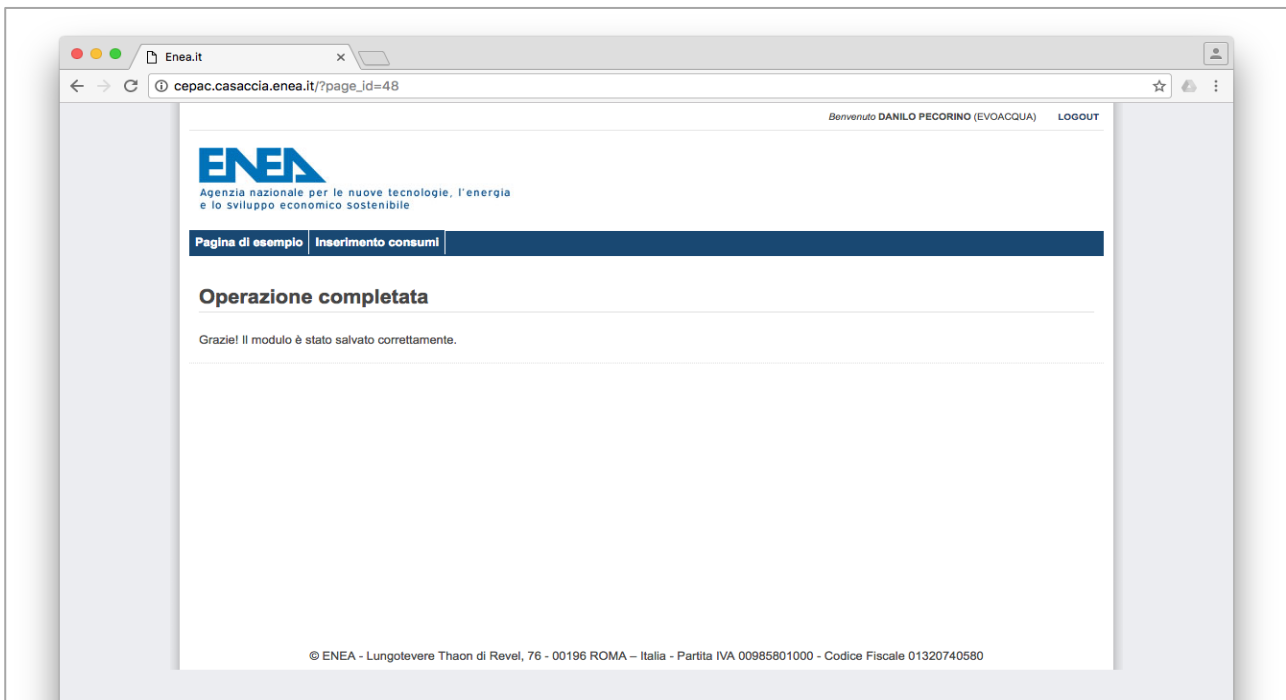 Enea.it
cepac.casaccia.enea.it/?page_id=48
Benvenuto DANILO PECORINO (EVOACQUA) LOGOUT
ENEA
Agenzia nazionale per le nuove tecnologie, l'energia
e lo sviluppo economico sostenibile
Pagina di esempio Inserimento consumi
Operazione completata
Grazie! Il modulo è stato salvato correttamente.
© ENEA - Lungotevere Thaon di Revel, 76 - 00196 ROMA – Italia - Partita IVA 00985801000 - Codice Fiscale 01320740580